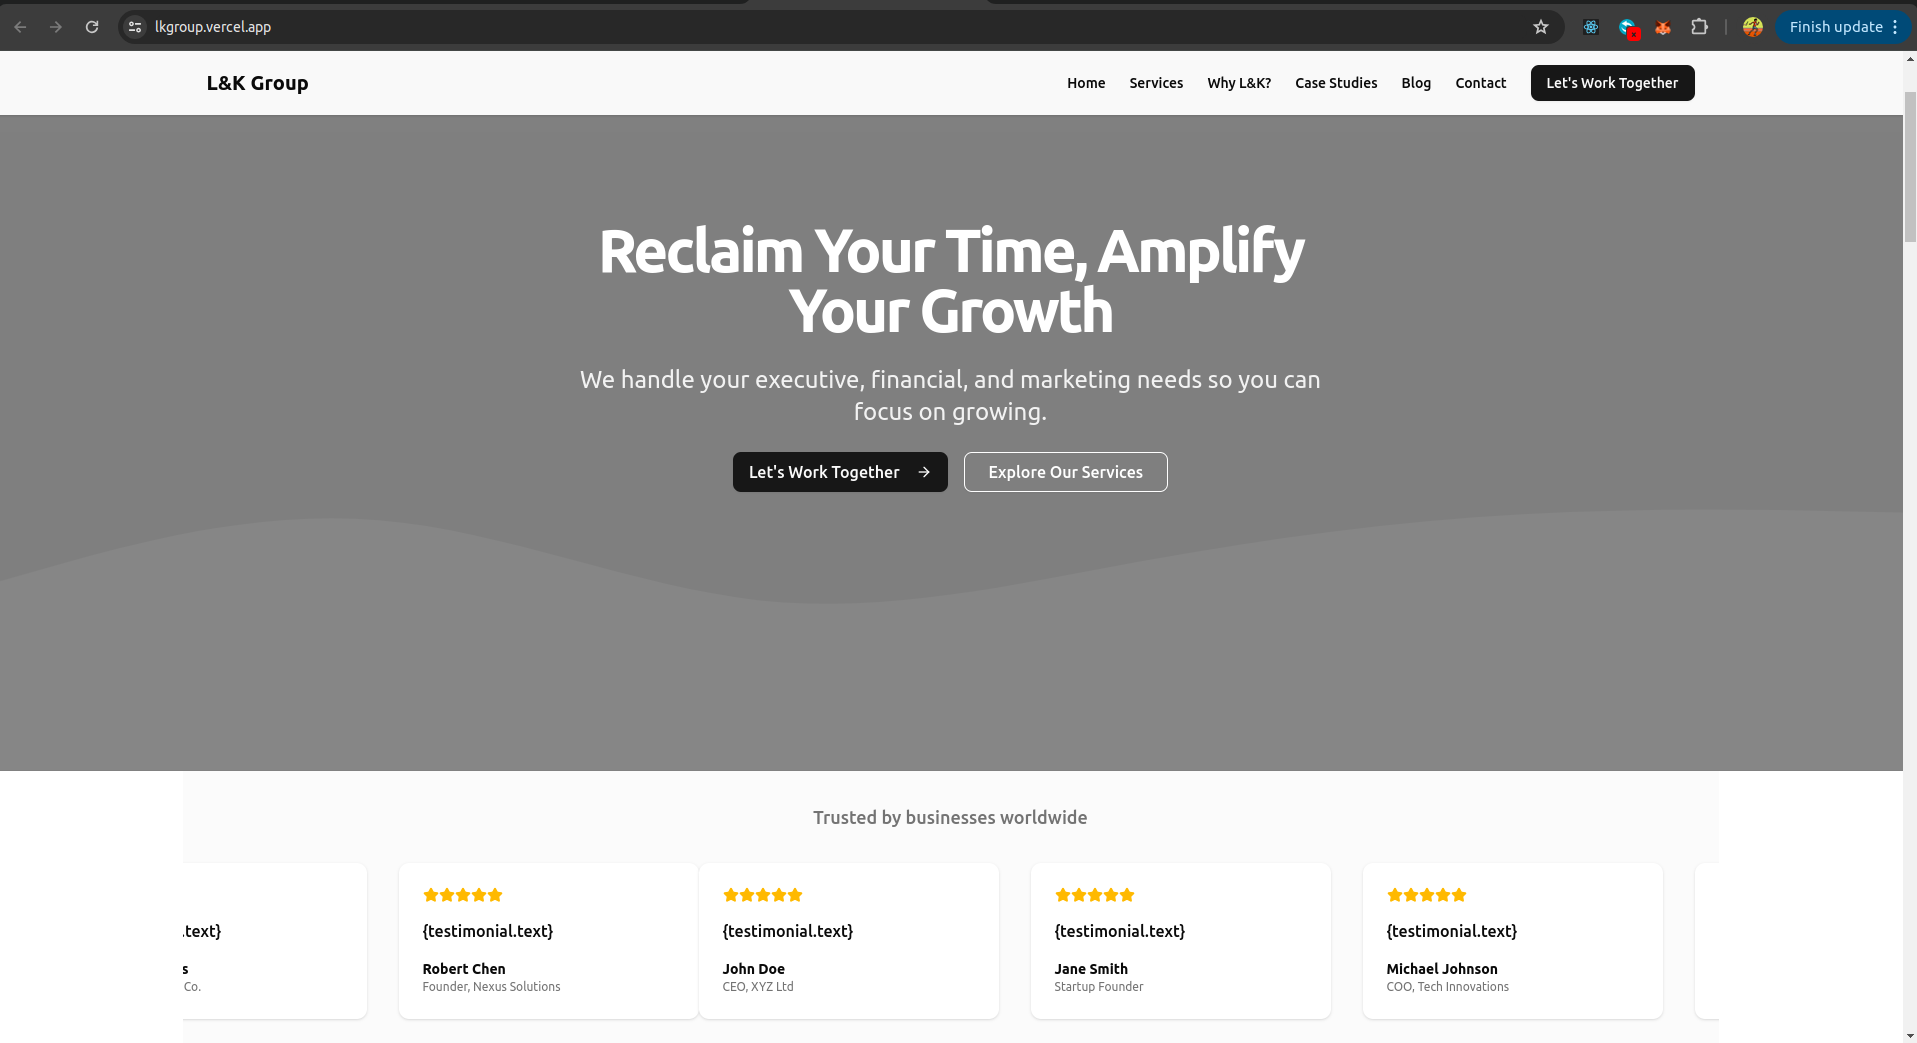 lkgroup.vercel.app
Finish update
L&K Group
Home Services Why L&K? Case Studies Blog Contact Let's Work Together
Reclaim Your Time, Amplify
Your Growth
We handle your executive, financial, and marketing needs so you can
focus on growing.
Let's Work Together
Explore Our Services
Trusted by businesses worldwide
.text}
s
Co.
{testimonial.text}
Robert Chen
Founder, Nexus Solutions
{testimonial.text}
John Doe
CEO, XYZ Ltd
{testimonial.text}
Jane Smith
Startup Founder
{testimonial.text}
Michael Johnson
COO, Tech Innovations